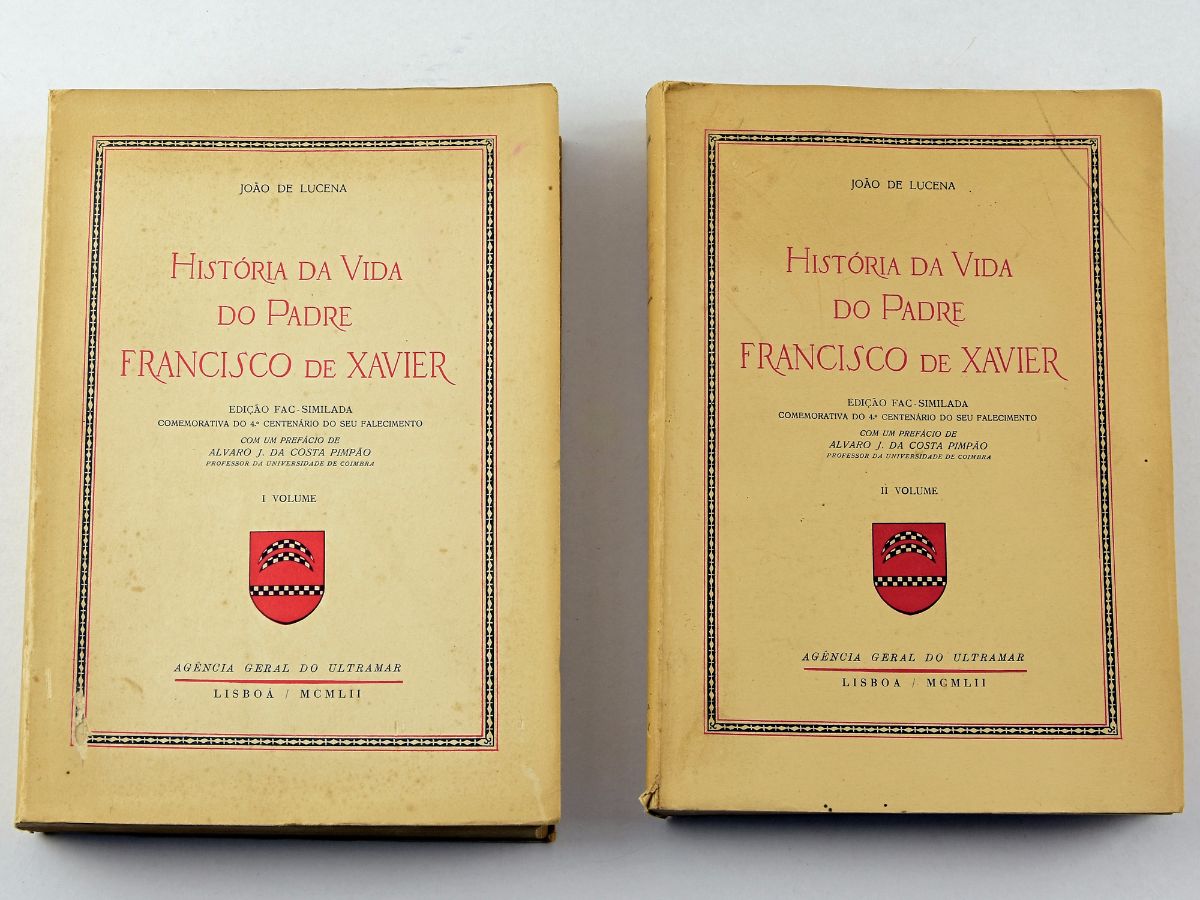 JOÃO DE LUCENA
HISTÓRIA DA VIDA
DO PADRE
FRANCISCO DE XAVIER
EDIÇÃO FAC-SIMILADA
COMEMORATIVA DO 4.º CENTENÁRIO DO SEU FALECIMENTO
COM UM PREFÁCIO DE
ALVARO J. DA COSTA PIMPÃO
PROFESSOR DA UNIVERSIDADE DE COIMBRA
I VOLUME
AGÊNCIA GERAL DO ULTRAMAR
LISBOA / MCMLII
JOÃO DE LUCENA
HISTÓRIA DA VIDA
DO PADRE
FRANCISCO DE XAVIER
EDIÇÃO FAC-SIMILADA
COMEMORATIVA DO 4.º CENTENÁRIO DO SEU FALECIMENTO
COM UM PREFÁCIO DE
ALVARO J. DA COSTA PIMPÃO
PROFESSOR DA UNIVERSIDADE DE COIMBRA
II VOLUME
AGÊNCIA GERAL DO ULTRAMAR
LISBOA / MCMLII